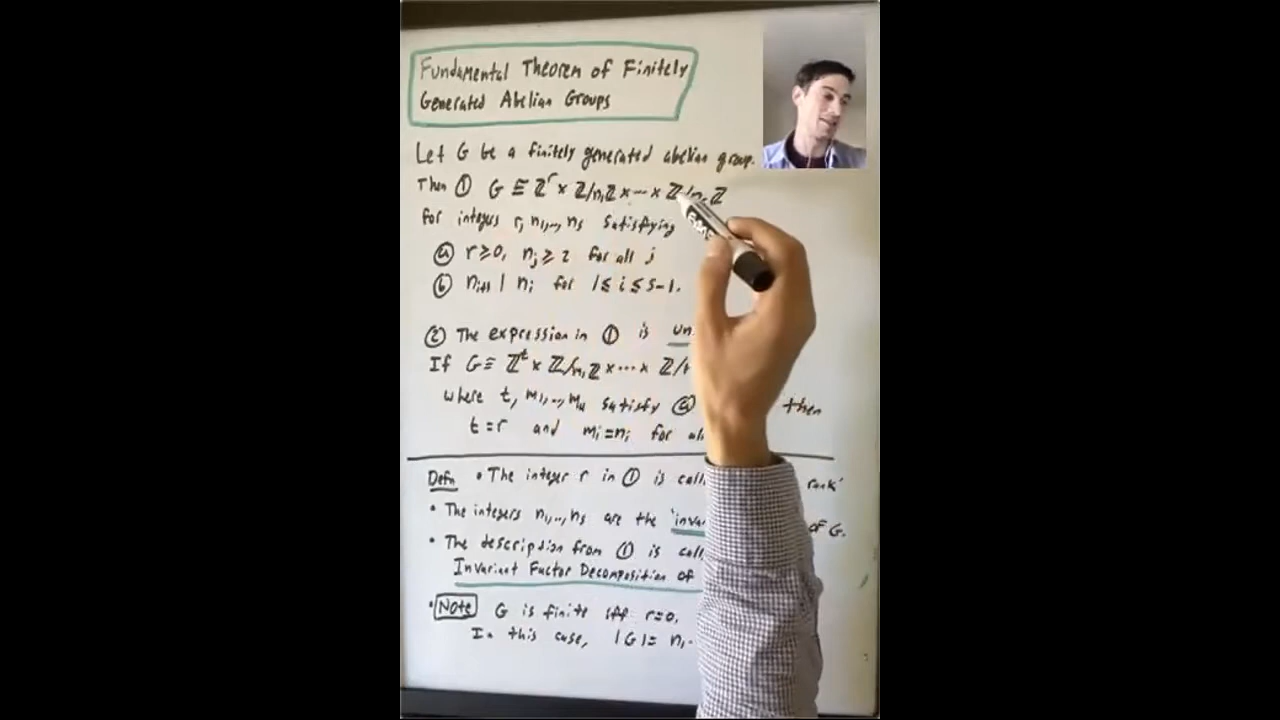 Fundamental Theorem of Finitely
Generated Abelian Groups
Let G be a finitely generated abelian group.
Then ① G ≅ ℤ^r × ℤ/n₁ℤ × ⋯ × ℤ/nₛℤ
for integers r, n₁,..., nₛ satisfying
ⓐ r ≥ 0, nⱼ ≥ 2 for all j
ⓑ nᵢ₊₁ | nᵢ for 1 ≤ i ≤ s-1.
② The expression in ① is
If G ≅ ℤ^t × ℤ/m₁ℤ × ⋯ × ℤ/
where t, m₁,..., mᵤ satisfy ⓐ then
t = r and mᵢ = nᵢ for
Defn • The integer r in ① is rank'
• The integers n₁,..., nₛ are the of G.
• The description from ① is
Invariant Factor Decomposition of
• Note G is finite iff r=0.
In this case, |G| = n₁.